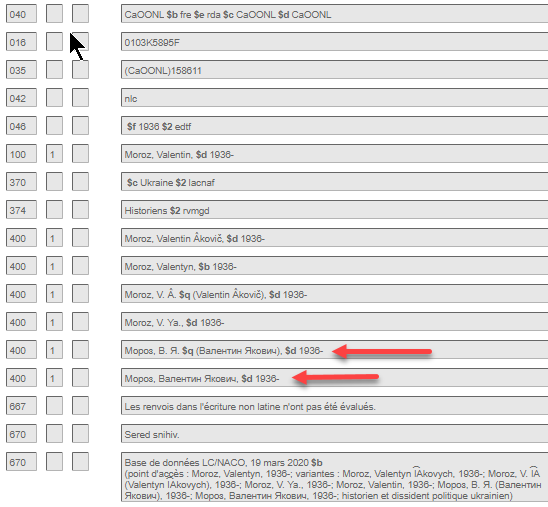 040 CaOONL $b fre $e rda $c CaOONL $d CaOONL
016 0103K5895F
035 (CaOONL)158611
042 nlc
046 $f 1936 $2 edtf
100 1 Moroz, Valentin, $d 1936-
370 $c Ukraine $2 lacnaf
374 Historiens $2 rvmgd
400 1 Moroz, Valentin Âkovič, $d 1936-
400 1 Moroz, Valentyn, $b 1936-
400 1 Moroz, V. Â. $q (Valentin Âkovič), $d 1936-
400 1 Moroz, V. Ya., $d 1936-
400 1 Мороз, В. Я. $q (Валентин Якович), $d 1936-
400 1 Мороз, Валентин Якович, $d 1936-
667 Les renvois dans l'écriture non latine n'ont pas été évalués.
670 Sered snihiv.
670 Base de données LC/NACO, 19 mars 2020 $b
(point d'accès : Moroz, Valentyn, 1936-; variantes : Moroz, Valentyn I͡Akovych, 1936-; Moroz, V. I͡A
(Valentyn I͡Akovych), 1936-; Moroz, V. Ya., 1936-; Moroz, Valentin, 1936-; Мороз, В. Я. (Валентин
Якович), 1936-; Мороз, Валентин Якович, 1936-; historien et dissident politique ukrainien)